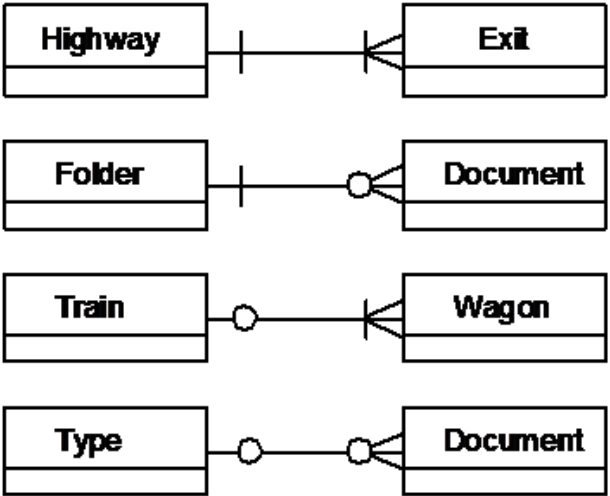 Highway Exit
Folder Document
Train Wagon
Type Document